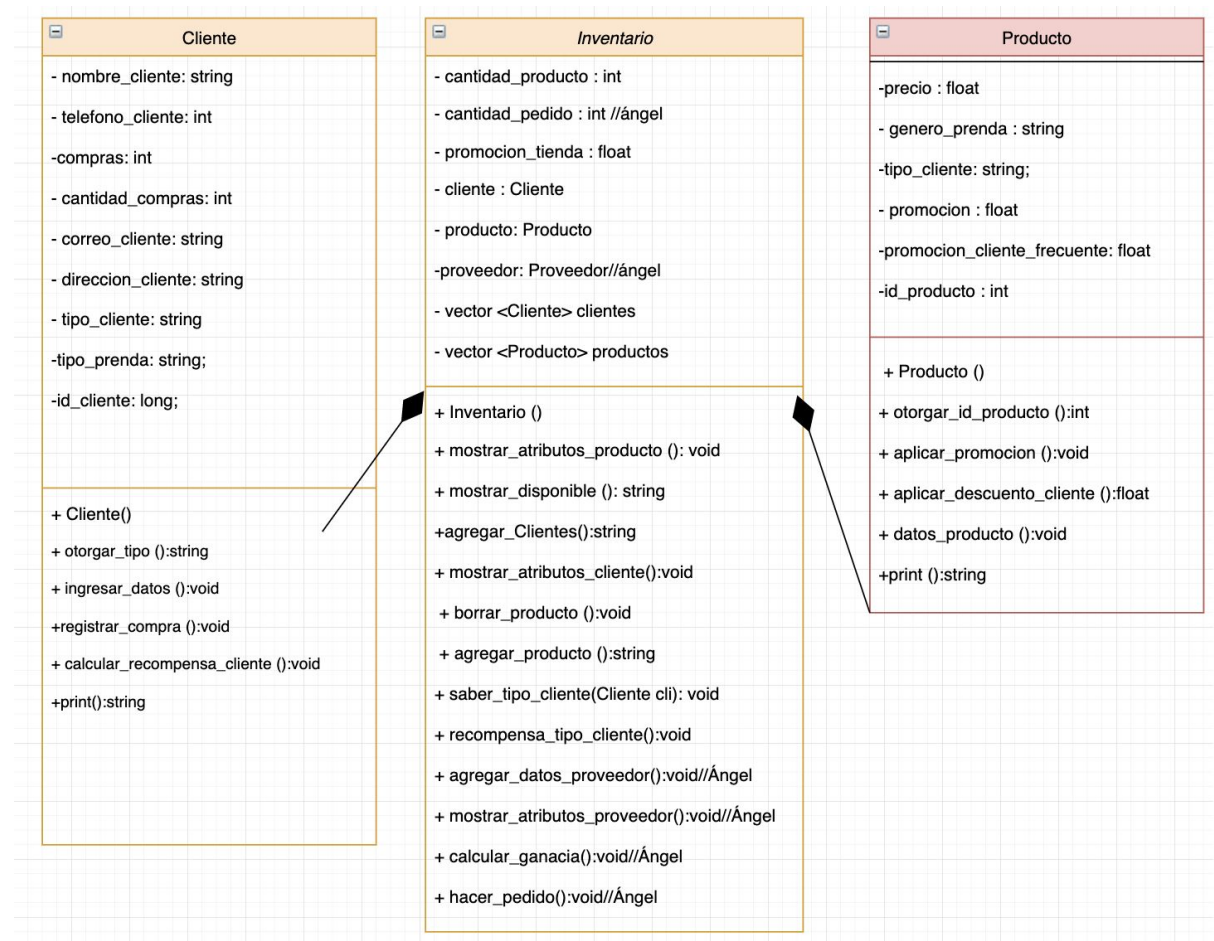 Cliente
- nombre_cliente: string
- telefono_cliente: int
-compras: int
- cantidad_compras: int
- correo_cliente: string
- direccion_cliente: string
- tipo_cliente: string
-tipo_prenda: string;
-id_cliente: long;
+ Cliente()
+ otorgar_tipo ():string
+ ingresar_datos ():void
+registrar_compra ():void
+ calcular_recompensa_cliente ():void
+print():string
Inventario
- cantidad_producto : int
- cantidad_pedido : int //ángel
- promocion_tienda : float
- cliente : Cliente
- producto: Producto
-proveedor: Proveedor//ángel
- vector <Cliente> clientes
- vector <Producto> productos
+ Inventario ()
+ mostrar_atributos_producto (): void
+ mostrar_disponible (): string
+agregar_Clientes():string
+ mostrar_atributos_cliente():void
+ borrar_producto ():void
+ agregar_producto ():string
+ saber_tipo_cliente(Cliente cli): void
+ recompensa_tipo_cliente():void
+ agregar_datos_proveedor():void//Ángel
+ mostrar_atributos_proveedor():void//Ángel
+ calcular_ganacia():void//Ángel
+ hacer_pedido():void//Ángel
Producto
-precio : float
- genero_prenda : string
-tipo_cliente: string;
- promocion : float
-promocion_cliente_frecuente: float
-id_producto : int
+ Producto ()
+ otorgar_id_producto ():int
+ aplicar_promocion ():void
+ aplicar_descuento_cliente ():float
+ datos_producto ():void
+print ():string